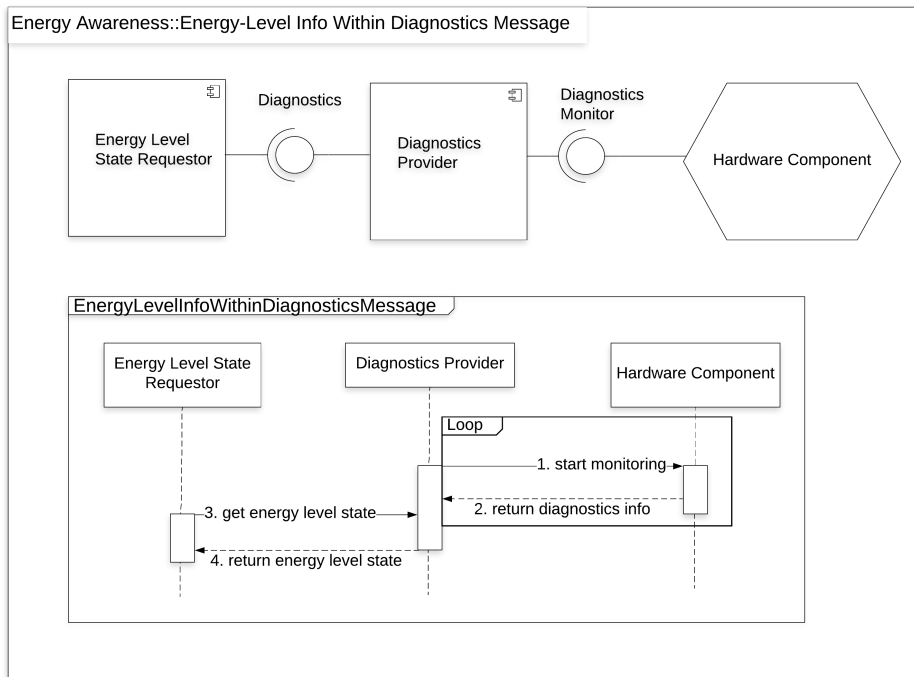 Energy Awareness::Energy-Level Info Within Diagnostics Message
Energy Level
State Requestor
Diagnostics
Diagnostics
Provider
Diagnostics
Monitor
Hardware Component
EnergyLevelInfoWithinDiagnosticsMessage
Energy Level State
Requestor
Diagnostics Provider
Hardware Component
Loop
1. start monitoring
2. return diagnostics info
3. get energy level state
4. return energy level state